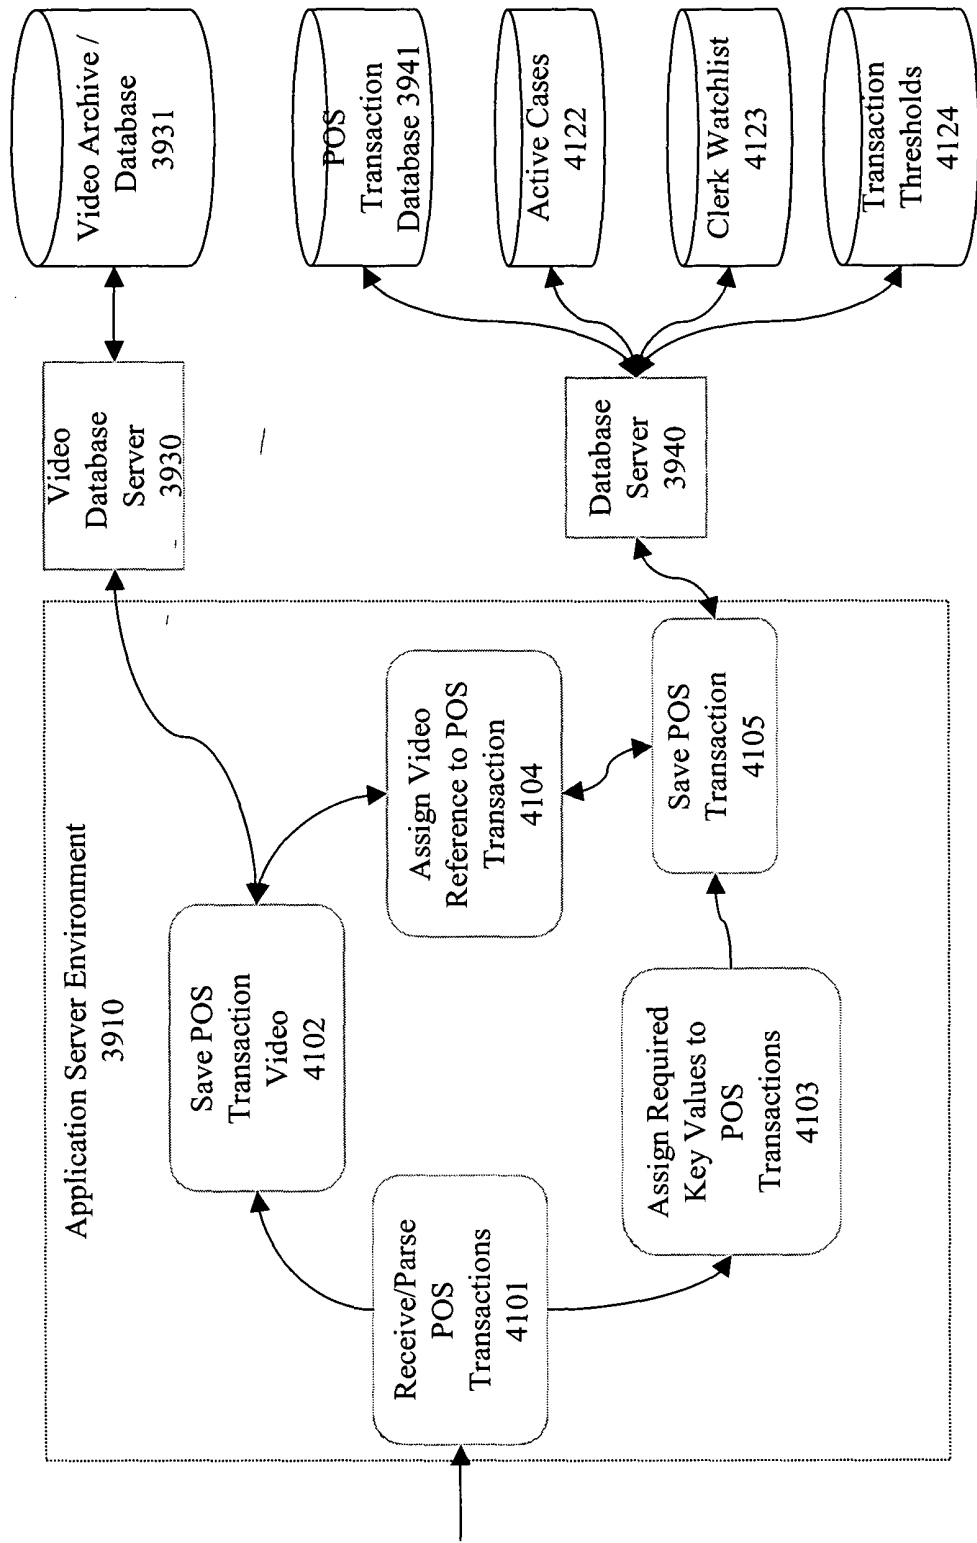 Application Server Environment
3910
Receive/Parse
POS
Transactions
4101
Save POS
Transaction
Video
4102
Assign Required
Key Values to
POS
Transactions
4103
Assign Video
Reference to POS
Transaction
4104
Save POS
Transaction
4105
Video
Database
Server
3930
Database
Server
3940
Video Archive /
Database
3931
POS
Transaction
Database 3941
Active Cases
4122
Clerk Watchlist
4123
Transaction
Thresholds
4124